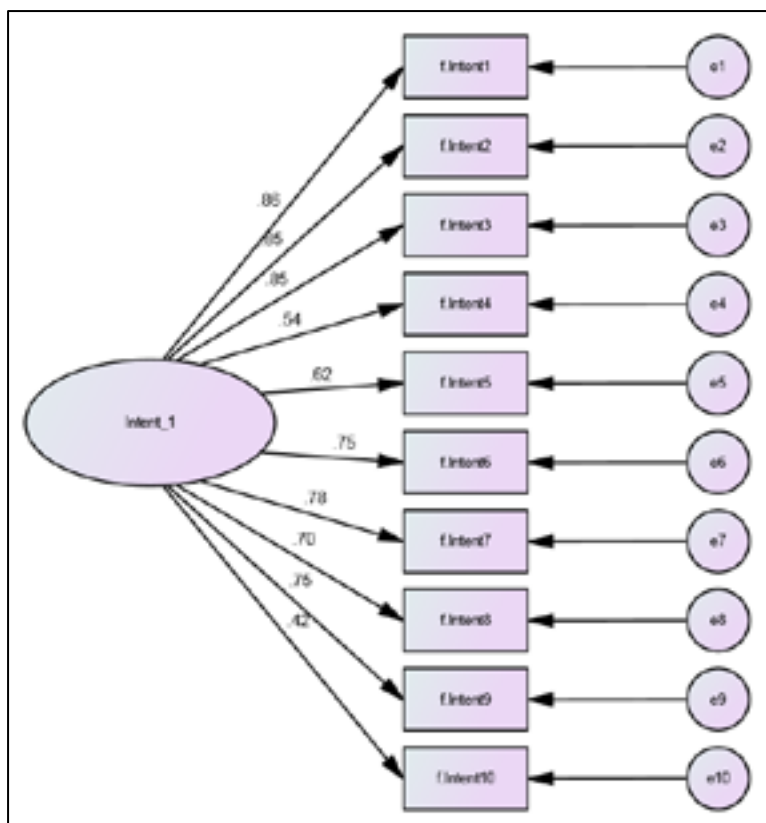 f.Intent1
e1
f.Intent2
e2
.86
f.Intent3
e3
.85
f.Intent4
e4
.54
.62
f.Intent5
e5
Intent_1
.75
f.Intent6
e6
.78
f.Intent7
e7
.70
.75
f.Intent8
e8
.42
f.Intent9
e9
f.Intent10
e10